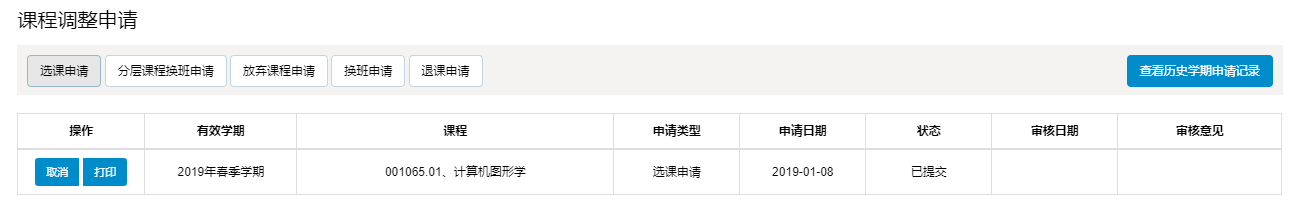 课程调整申请
选课申请 分层课程换班申请 放弃课程申请 换班申请 退课申请 查看历史学期申请记录
操作 有效学期 课程 申请类型 申请日期 状态 审核日期 审核意见
取消 打印 2019年春季学期 001065.01、计算机图形学 选课申请 2019-01-08 已提交